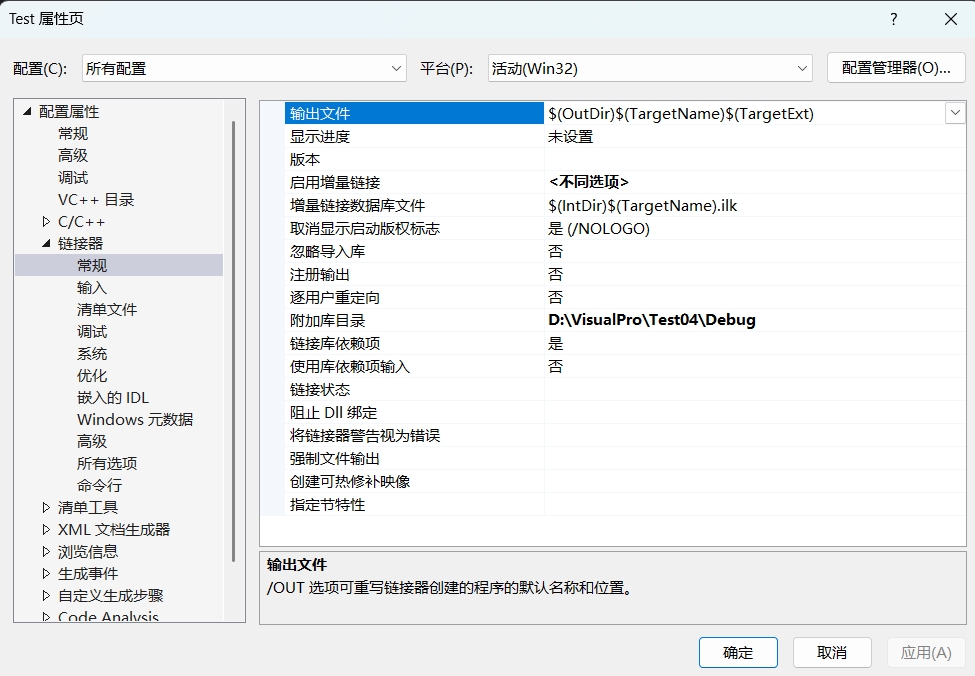 Test 属性页
?
配置(C): 所有配置 平台(P): 活动(Win32) 配置管理器(O)...
配置属性
常规
高级
调试
VC++ 目录
C/C++
链接器
常规
输入
清单文件
调试
系统
优化
嵌入的 IDL
Windows 元数据
高级
所有选项
命令行
清单工具
XML 文档生成器
浏览信息
生成事件
自定义生成步骤
Code Analysis
输出文件 $(OutDir)$(TargetName)$(TargetExt)
显示进度 未设置
版本
启用增量链接 <不同选项>
增量链接数据库文件 $(IntDir)$(TargetName).ilk
取消显示启动版权标志 是 (/NOLOGO)
忽略导入库 否
注册输出 否
逐用户重定向 否
附加库目录 D:\VisualPro\Test04\Debug
链接库依赖项 是
使用库依赖项输入 否
链接状态
阻止 Dll 绑定
将链接器警告视为错误
强制文件输出
创建可热修补映像
指定节特性
输出文件
/OUT 选项可重写链接器创建的程序的默认名称和位置。
确定 取消 应用(A)